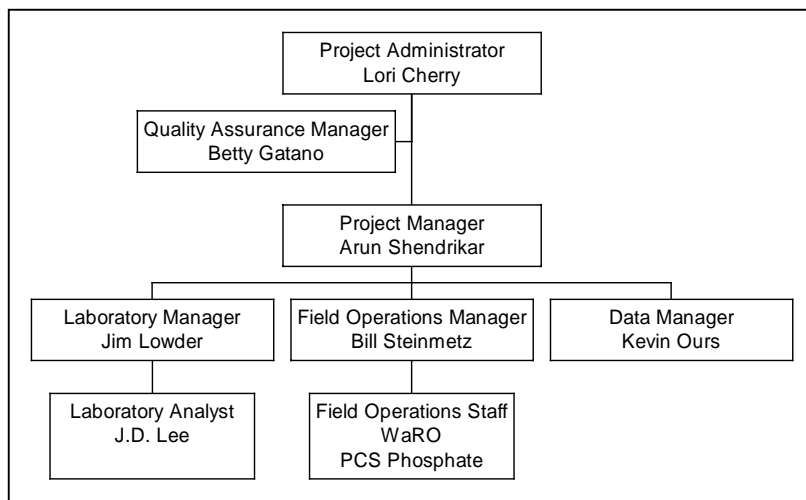 Project Administrator
Lori Cherry
Quality Assurance Manager
Betty Gatano
Project Manager
Arun Shendrikar
Laboratory Manager
Jim Lowder
Field Operations Manager
Bill Steinmetz
Data Manager
Kevin Ours
Laboratory Analyst
J.D. Lee
Field Operations Staff
WaRO
PCS Phosphate